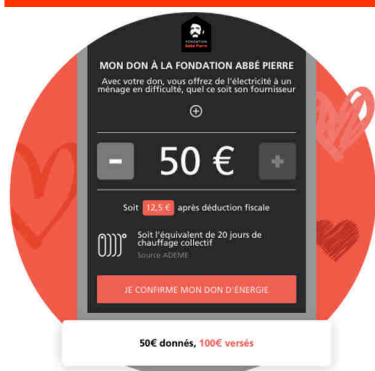 FONDATION
Abbé Pierre
MON DON À LA FONDATION ABBÉ PIERRE
Avec votre don, vous offrez de l'électricité à un
ménage en difficulté, quel ce soit son fournisseur
- 50 € +
Soit 12,5 € après déduction fiscale
Soit l'équivalent de 20 jours de
chauffage collectif
Source ADEME
JE CONFIRME MON DON D'ÉNERGIE
50€ donnés, 100€ versés